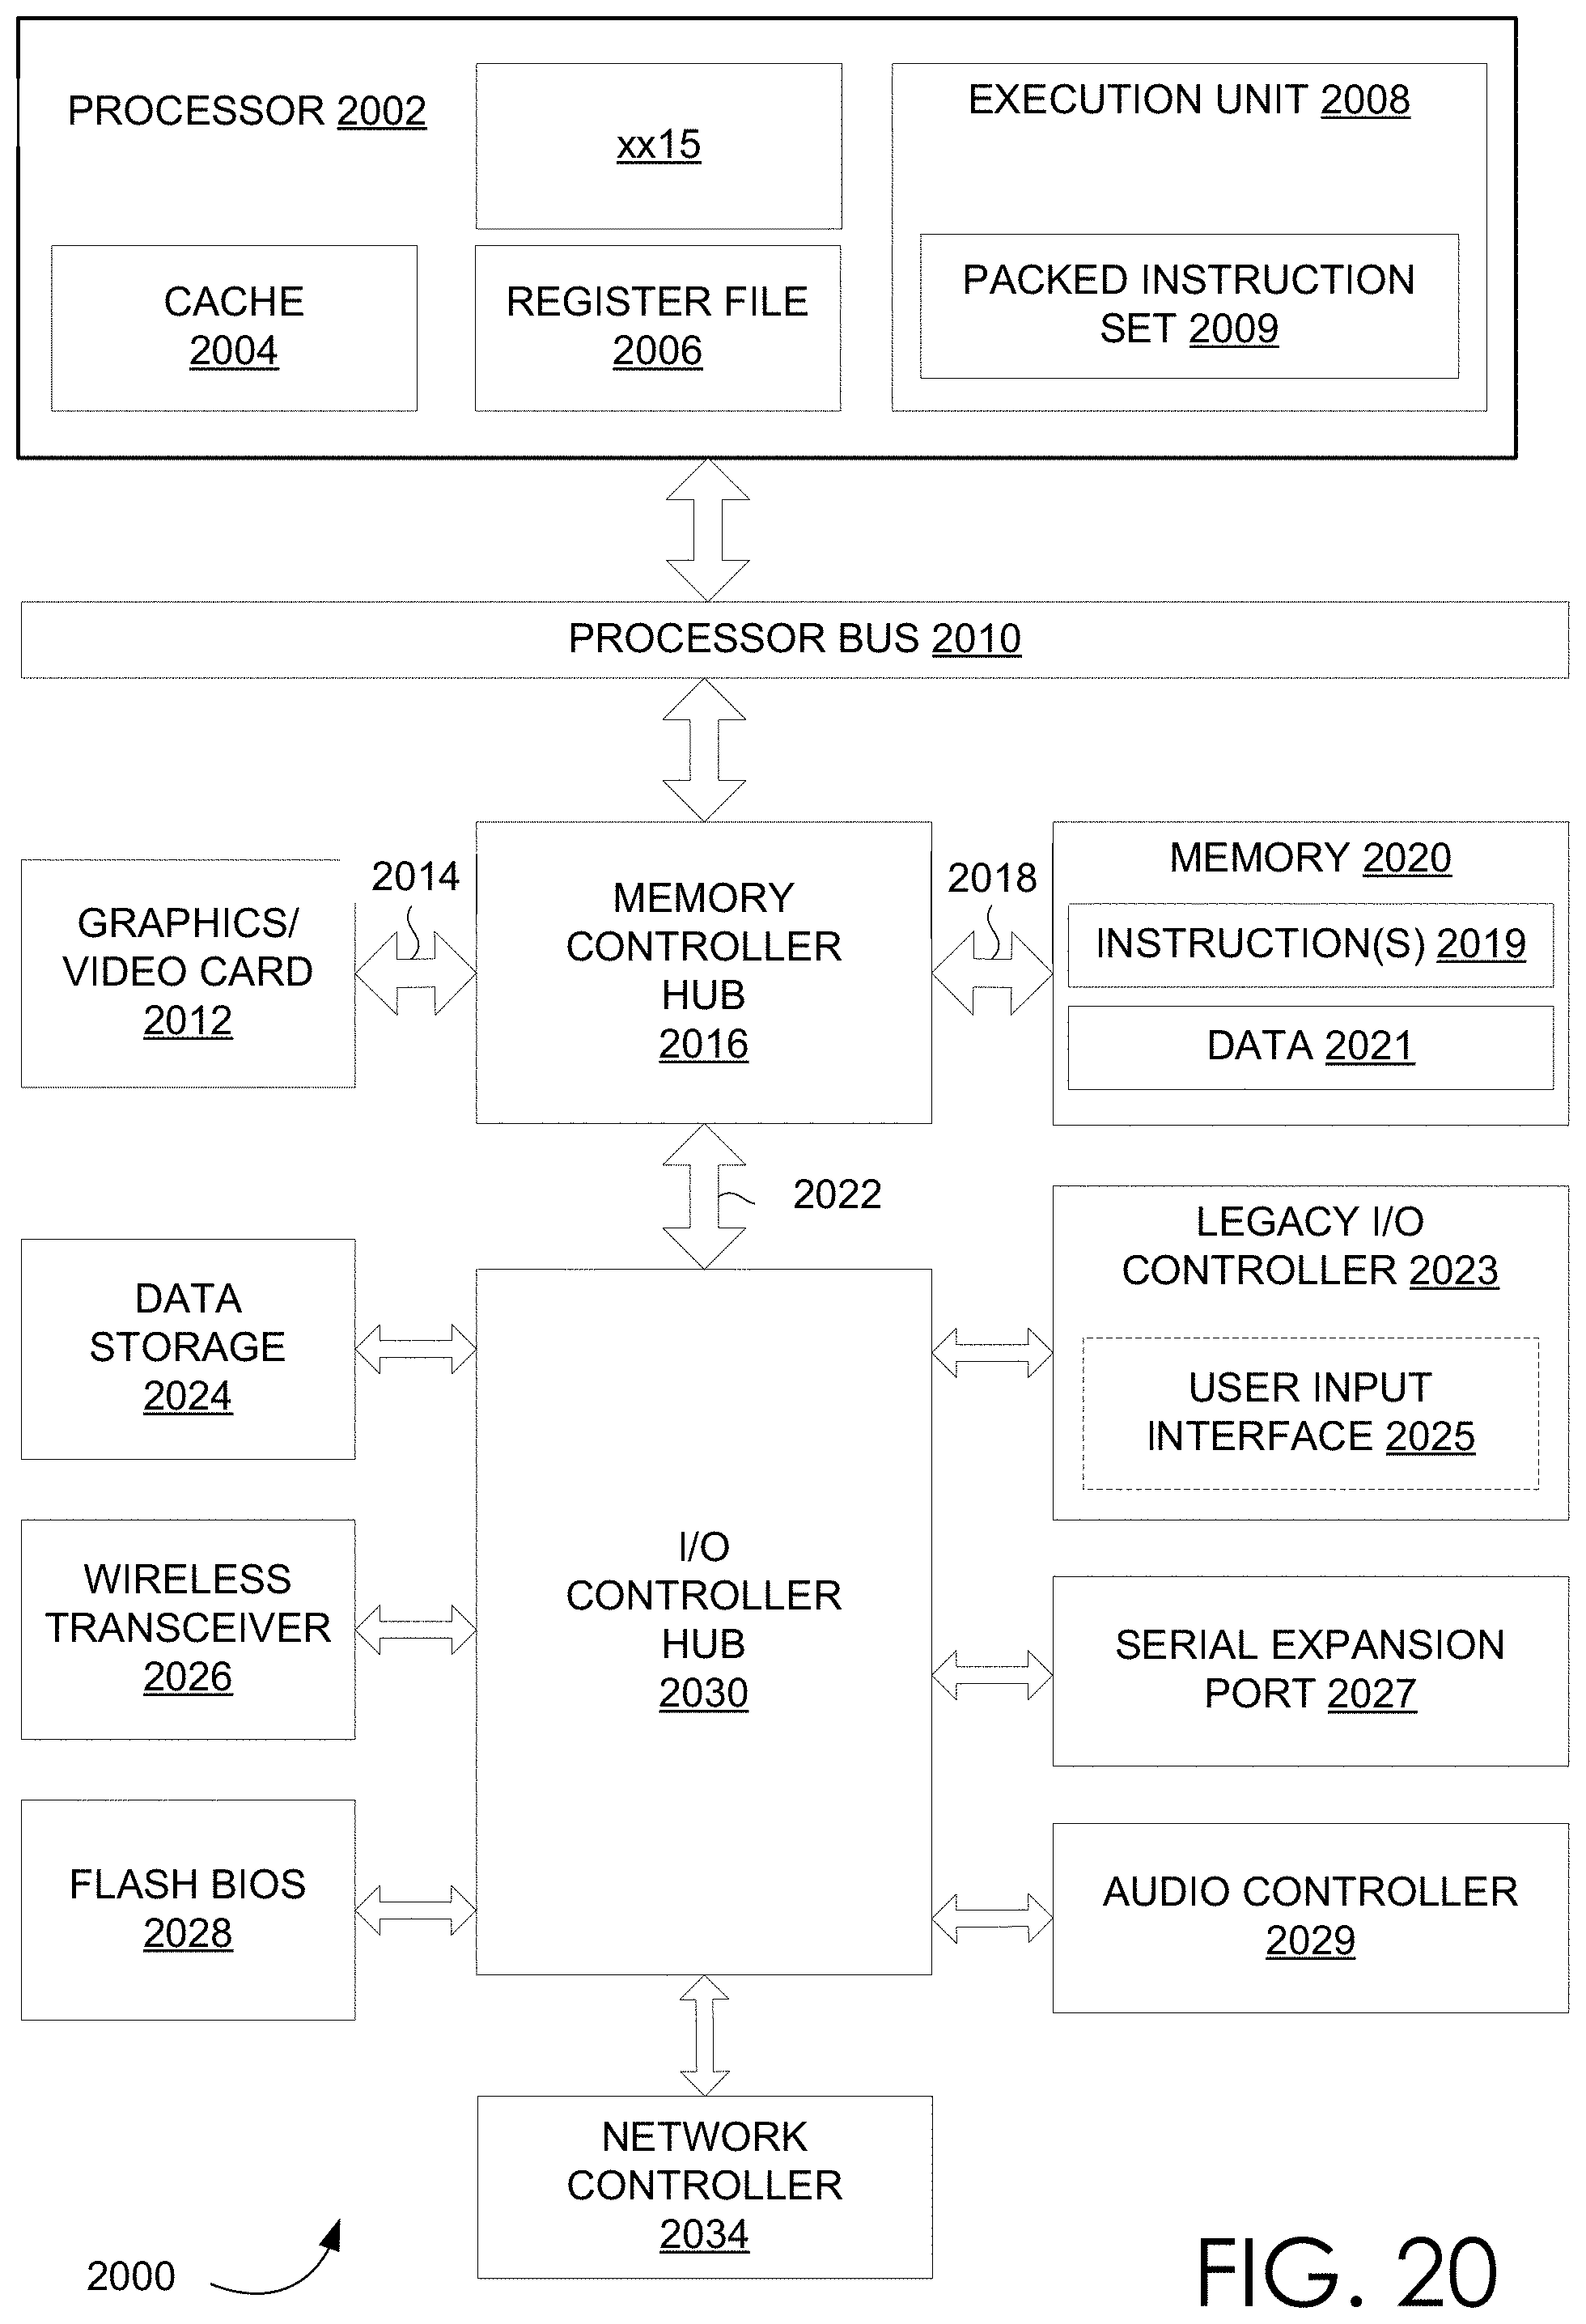 PROCESSOR 2002
xx15
EXECUTION UNIT 2008
CACHE
2004
REGISTER FILE
2006
PACKED INSTRUCTION
SET 2009
PROCESSOR BUS 2010
GRAPHICS/
VIDEO CARD
2012
2014
MEMORY
CONTROLLER
HUB
2016
2018
MEMORY 2020
INSTRUCTION(S) 2019
DATA 2021
2022
DATA
STORAGE
2024
LEGACY I/O
CONTROLLER 2023
USER INPUT
INTERFACE 2025
WIRELESS
TRANSCEIVER
2026
I/O
CONTROLLER
HUB
2030
SERIAL EXPANSION
PORT 2027
FLASH BIOS
2028
AUDIO CONTROLLER
2029
NETWORK
CONTROLLER
2034
2000
FIG. 20